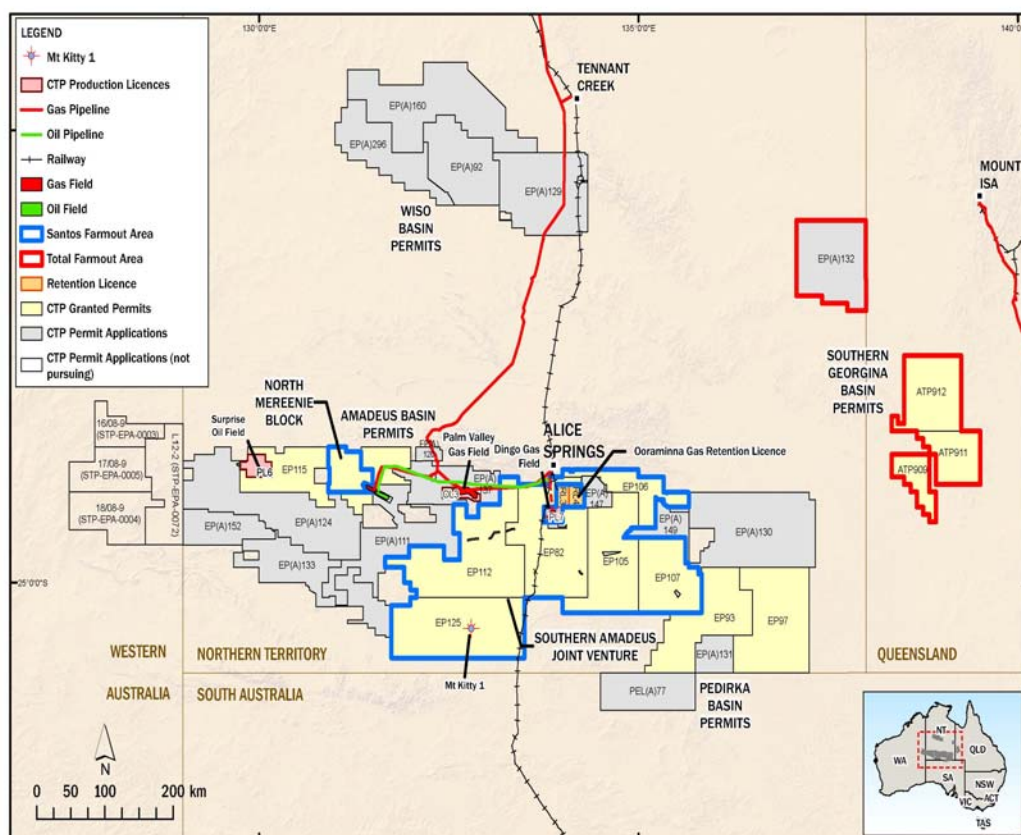 130°0'0"E
135°0'0"E
140°0'
LEGEND
Mt Kitty 1
CTP Production Licences
Gas Pipeline
Oil Pipeline
Railway
Gas Field
Oil Field
Santos Farmout Area
Total Farmout Area
Retention Licence
CTP Granted Permits
CTP Permit Applications
CTP Permit Applications (not
pursuing)
TENNANT
CREEK
EP(A)160
EP(A)296
EP(A)92
EP(A)129
WISO
BASIN
PERMITS
MOUNT
ISA
EP(A)132
SOUTHERN
GEORGINA
BASIN
PERMITS
ATP912
ATP911
ATP909
NORTH
MEREENIE
BLOCK
AMADEUS BASIN
PERMITS
Surprise
Oil Field
PL6
EP115
Palm Valley
Gas Field
ALICE
SPRINGS
Dingo Gas
Field
Ooraminna Gas Retention Licence
16/08-9
(STP-EPA-0003)
17/08-9
(STP-EPA-0005)
18/08-9
(STP-EPA-0004)
L12-2 (STP-EPA-0072)
EP(A)152
EP(A)124
EP(A)133
EP(A)111
EP(A)
147
EP106
EP(A)
149
EP(A)130
EP112
EP82
EP105
EP107
EP125
EP93
EP97
EP(A)131
PEL(A)77
25°0'0"S
SOUTHERN AMADEUS
JOINT VENTURE
Mt Kitty 1
PEDIRKA
BASIN
PERMITS
WESTERN
AUSTRALIA
NORTHERN TERRITORY
SOUTH AUSTRALIA
QUEENSLAND
N
0 50 100 200 km
NT
WA
QLD
SA
NSW
ACT
VIC
TAS